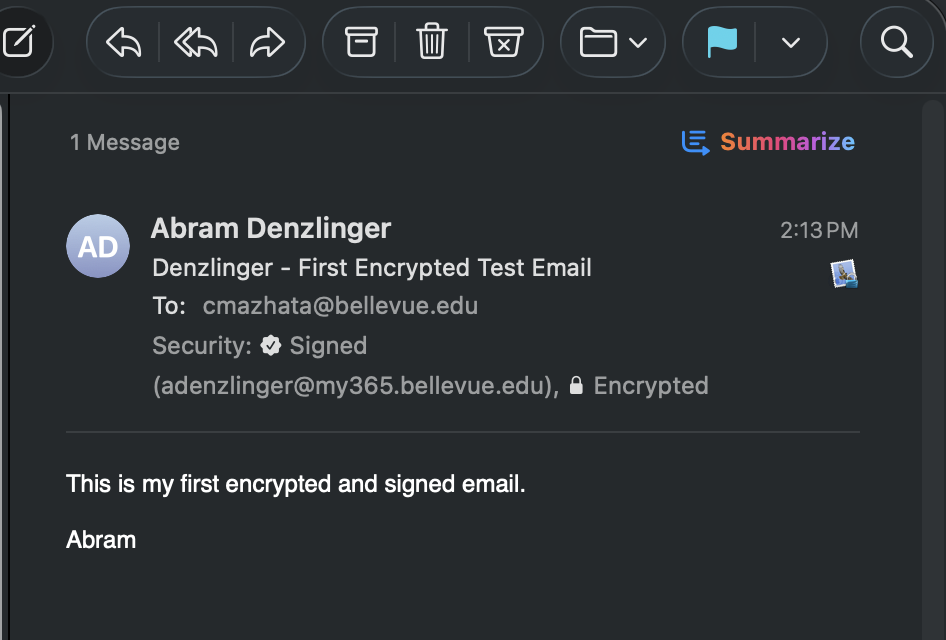 1 Message
Summarize
AD
Abram Denzlinger
2:13 PM
Denzlinger - First Encrypted Test Email
To: cmazhata@bellevue.edu
Security: Signed
(adenzlinger@my365.bellevue.edu), Encrypted
This is my first encrypted and signed email.
Abram